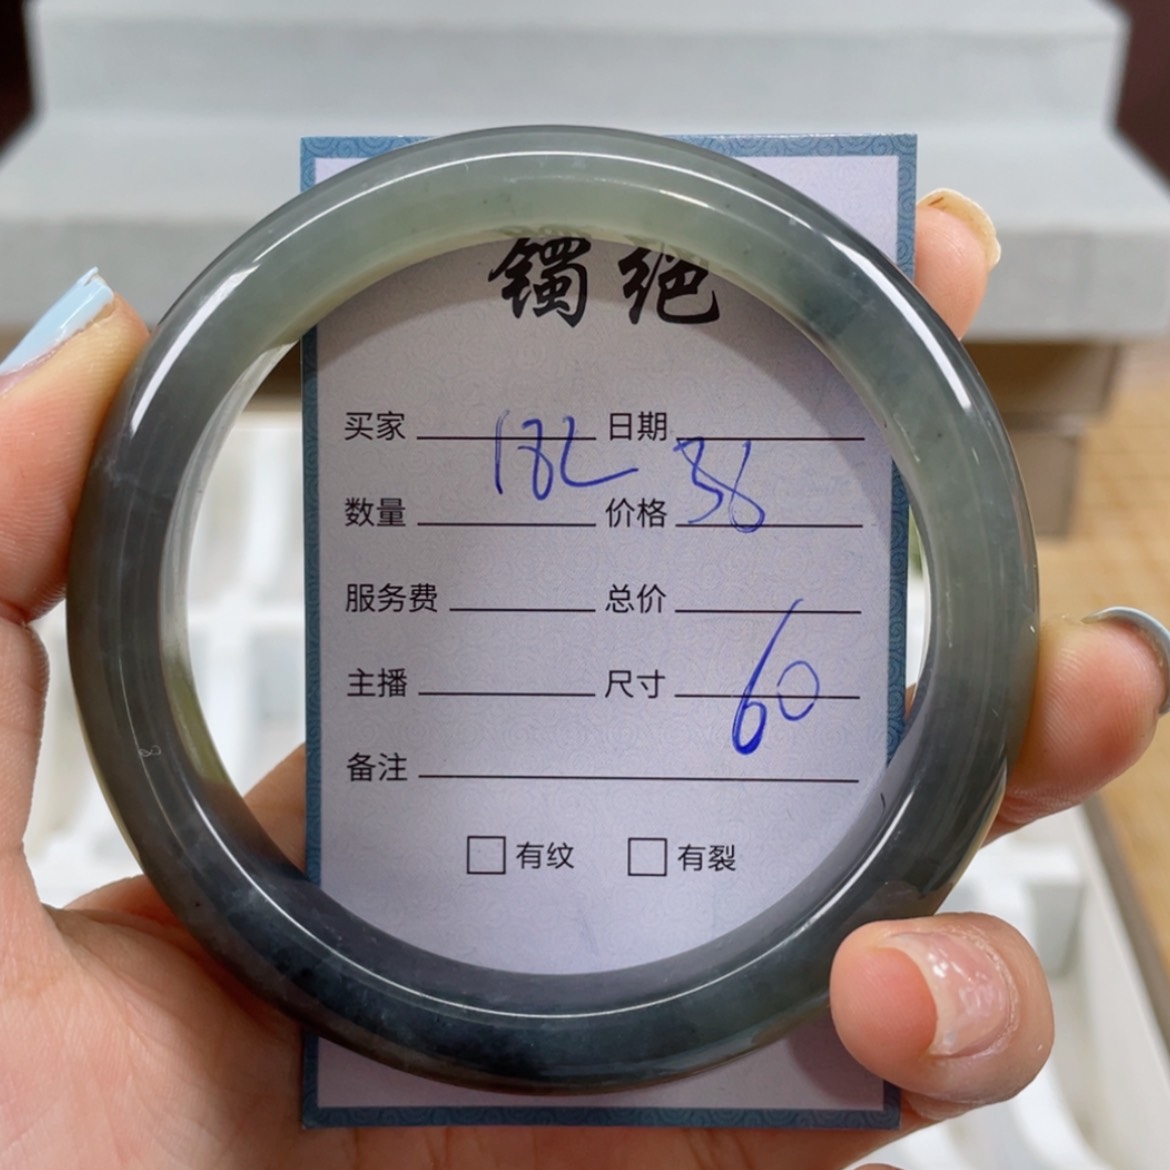 镯绝
买家 日期
182 38
数量 价格
服务费 总价
主播 尺寸 60
备注
有纹 有裂